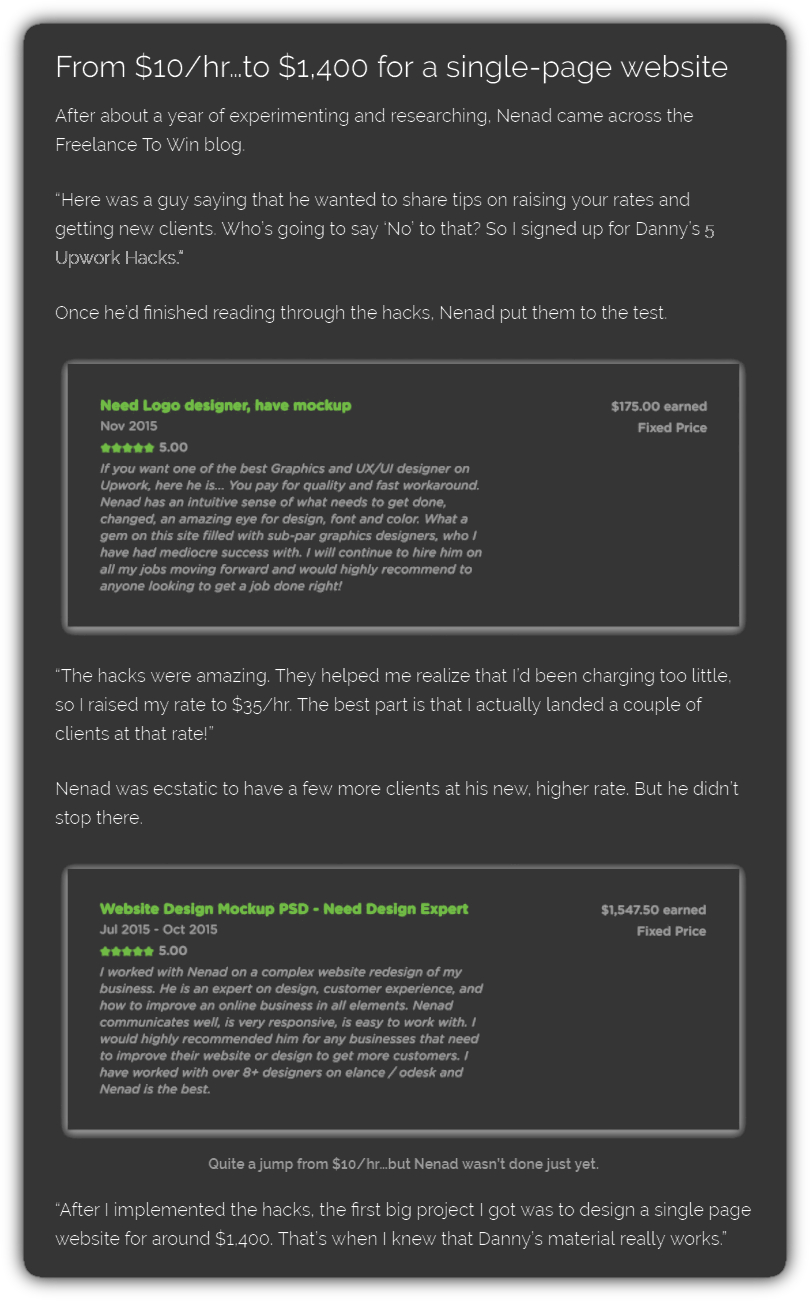 From $10/hr...to $1,400 for a single-page website
After about a year of experimenting and researching, Nenad came across the
Freelance To Win blog.
“Here was a guy saying that he wanted to share tips on raising your rates and
getting new clients. Who’s going to say ‘No’ to that? So I signed up for Danny’s 5
Upwork Hacks."
Once he’d finished reading through the hacks, Nenad put them to the test.
Need Logo designer, have mockup
$175.00 earned
Nov 2015
Fixed Price
★★★★★ 5.00
If you want one of the best Graphics and UX/UI designer on
Upwork, here he is... You pay for quality and fast workaround.
Nenad has an intuitive sense of what needs to get done,
changed, an amazing eye for design, font and color. What a
gem on this site filled with sub-par graphics designers, who I
have had mediocre success with. I will continue to hire him on
all my jobs moving forward and would highly recommend to
anyone looking to get a job done right!
“The hacks were amazing. They helped me realize that I’d been charging too little,
so I raised my rate to $35/hr. The best part is that I actually landed a couple of
clients at that rate!”
Nenad was ecstatic to have a few more clients at his new, higher rate. But he didn’t
stop there.
Website Design Mockup PSD - Need Design Expert
$1,547.50 earned
Jul 2015 - Oct 2015
Fixed Price
★★★★★ 5.00
I worked with Nenad on a complex website redesign of my
business. He is an expert on design, customer experience, and
how to improve an online business in all elements. Nenad
communicates well, is very responsive, is easy to work with. I
would highly recommended him for any businesses that need
to improve their website or design to get more customers. I
have worked with over 8+ designers on elance / odesk and
Nenad is the best.
Quite a jump from $10/hr...but Nenad wasn’t done just yet.
“After I implemented the hacks, the first big project I got was to design a single page
website for around $1,400. That’s when I knew that Danny’s material really works.”